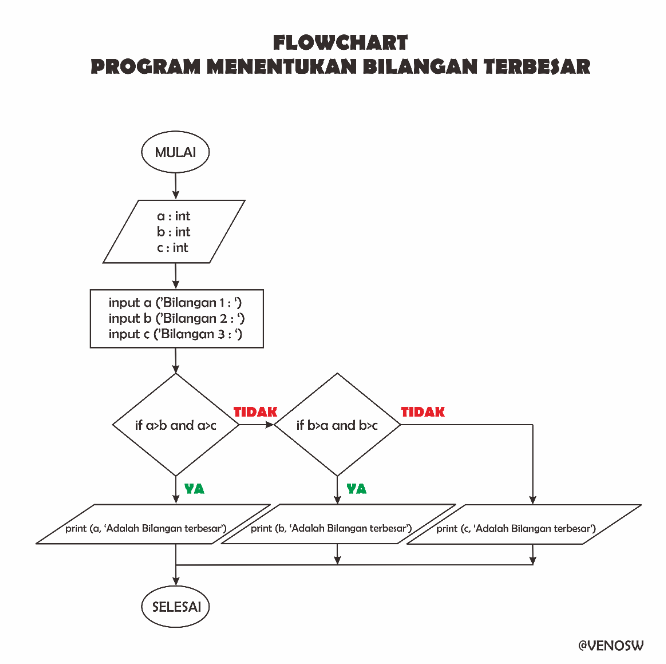 FLOWCHART
PROGRAM MENENTUKAN BILANGAN TERBESAR
MULAI
a : int
b : int
c : int
input a ('Bilangan 1 : ')
input b ('Bilangan 2 : ')
input c ('Bilangan 3 : ')
if a>b and a>c
TIDAK
if b>a and b>c
TIDAK
YA
YA
print (a, 'Adalah Bilangan terbesar')
print (b, 'Adalah Bilangan terbesar')
print (c, 'Adalah Bilangan terbesar')
SELESAI
@VENOSW